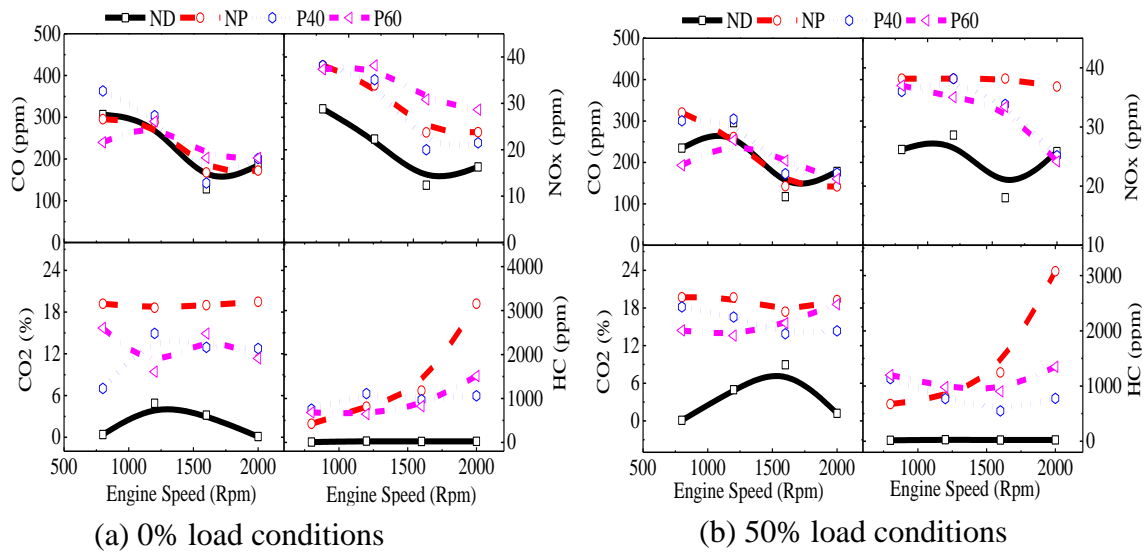 ND NP P40 P60
500
400
300
200
100
0
CO (ppm)
40
30
20
10
0
NOx (ppm)
24
18
12
6
0
CO2 (%)
4000
3000
2000
1000
0
HC (ppm)
500 1000 1500 2000 1000 1500 2000
Engine Speed (Rpm) Engine Speed (Rpm)
(a) 0% load conditions
ND NP P40 P60
500
400
300
200
100
0
CO (ppm)
40
30
20
10
NOx (ppm)
24
18
12
6
0
CO2 (%)
3000
2000
1000
0
HC (ppm)
500 1000 1500 2000 1000 1500 2000
Engine Speed (Rpm) Engine Speed (Rpm)
(b) 50% load conditions